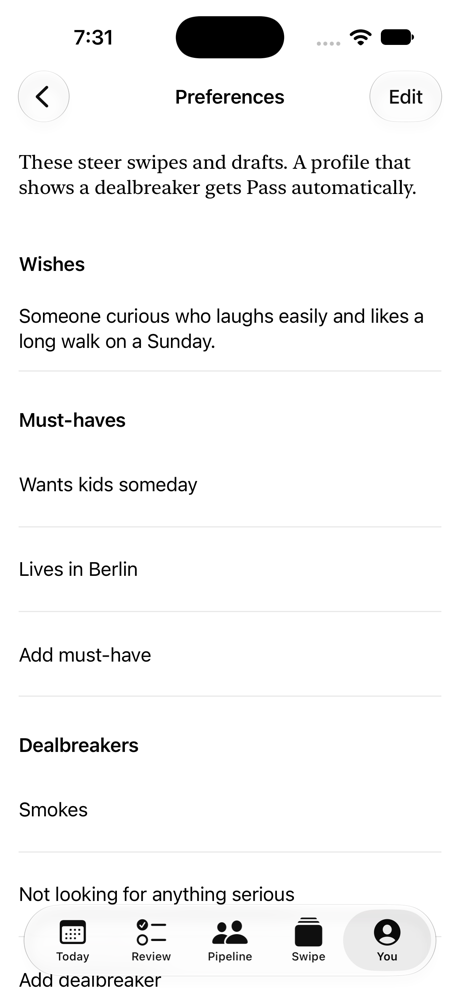 7:31
Preferences
Edit
These steer swipes and drafts. A profile that
shows a dealbreaker gets Pass automatically.
Wishes
Someone curious who laughs easily and likes a
long walk on a Sunday.
Must-haves
Wants kids someday
Lives in Berlin
Add must-have
Dealbreakers
Smokes
Not looking for anything serious
Today
Review
Pipeline
Swipe
You
Add dealbreaker